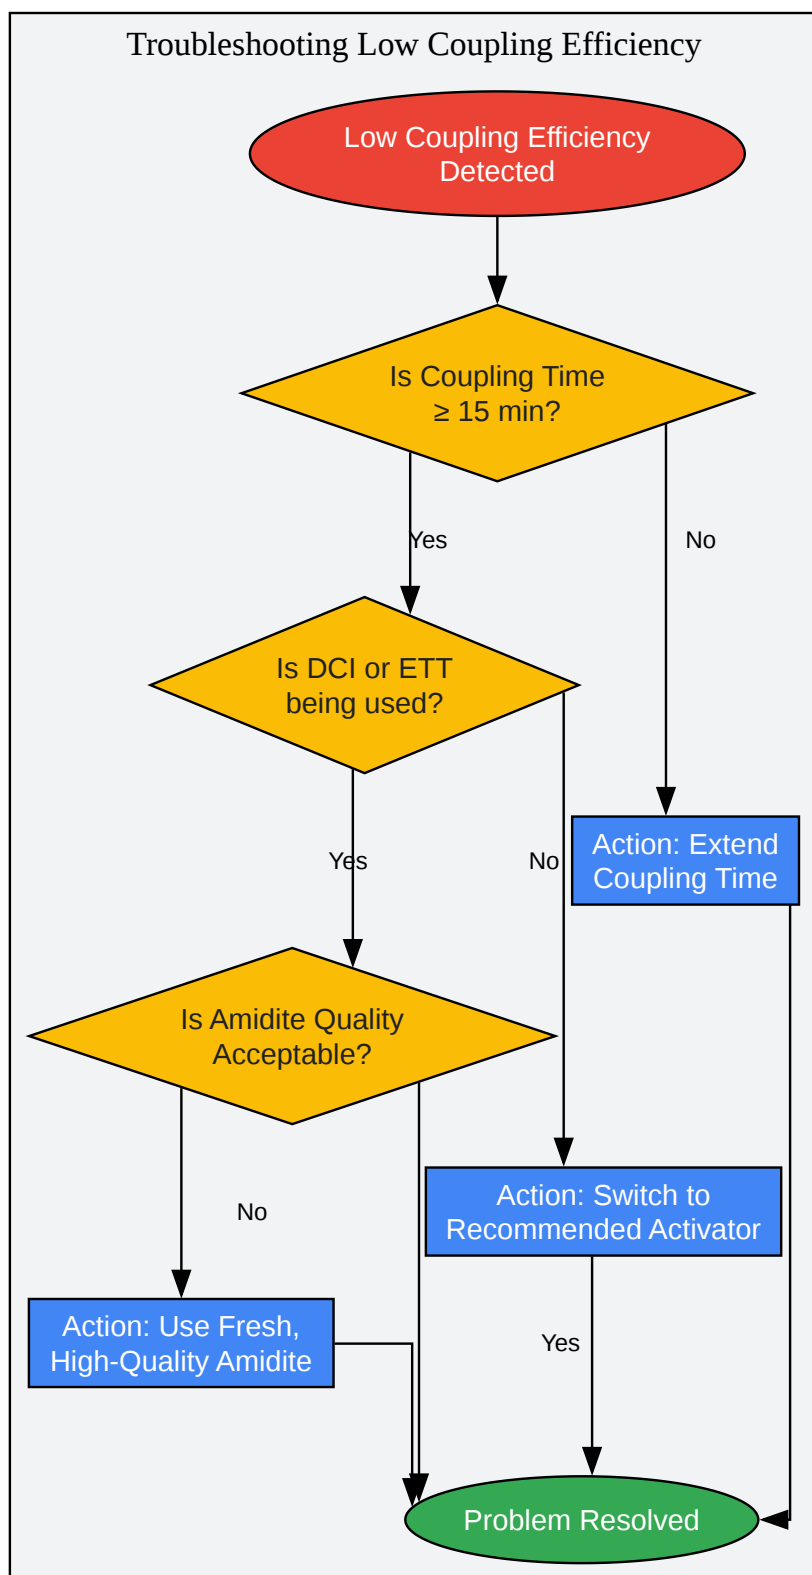 Troubleshooting Low Coupling Efficiency
Low Coupling Efficiency
Detected
Is Coupling Time
≥ 15 min?
Yes
No
Is DCI or ETT
being used?
Action: Extend
Coupling Time
Yes
No
Is Amidite Quality
Acceptable?
Action: Switch to
Recommended Activator
No
Action: Use Fresh,
High-Quality Amidite
Yes
Problem Resolved